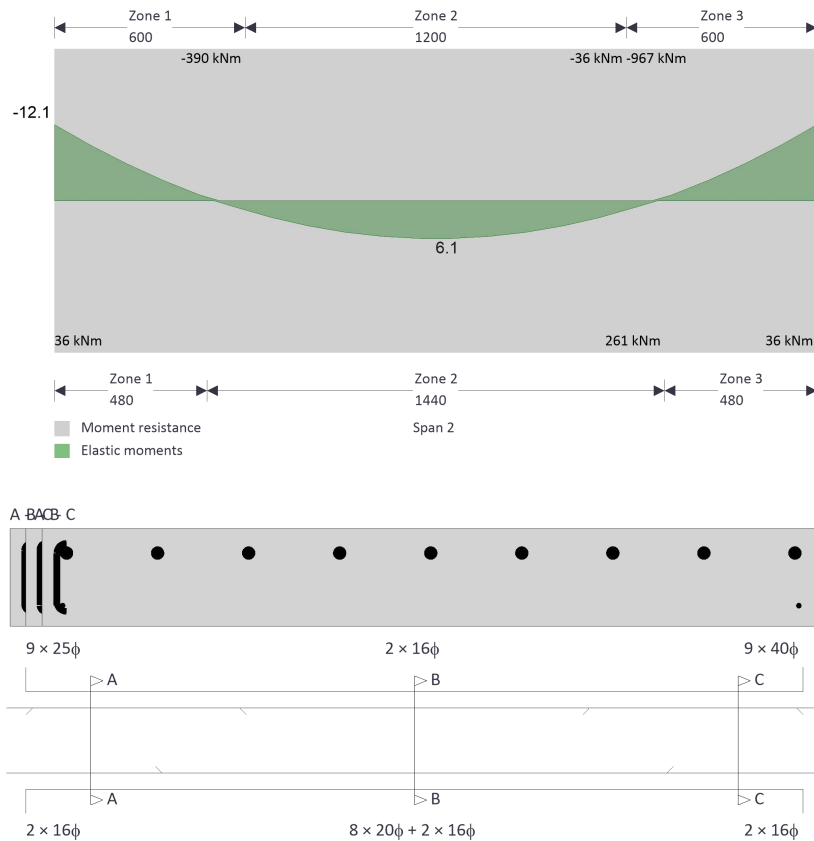 Zone 1 Zone 2 Zone 3
600 1200 600
-390 kNm -36 kNm -967 kNm
-12.1
6.1
36 kNm 261 kNm 36 kNm
Zone 1 Zone 2 Zone 3
480 1440 480
Moment resistance Span 2
Elastic moments
9 × 25ϕ 2 × 16ϕ 9 × 40ϕ
A B C
A B C
2 × 16ϕ 8 × 20ϕ + 2 × 16ϕ 2 × 16ϕ